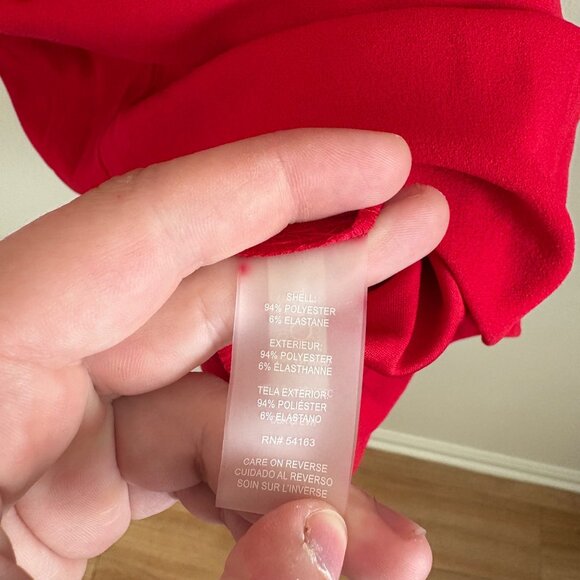 SHELL:
94% POLYESTER
6% ELASTANE
EXTERIEUR:
94% POLYESTER
6% ELASTHANNE
TELA EXTERIOR:
94% POLIÉSTER
6% ELASTANO
RN# 54163
CARE ON REVERSE
CUIDADO AL REVERSO
SOIN SUR L'INVERSE